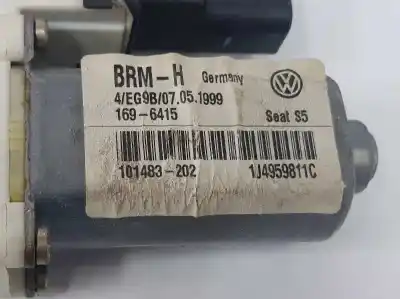 BRM-H Germany
4/EG9B/07.05.1999
169-6415 Seat S5
101483-202 1J4959811C